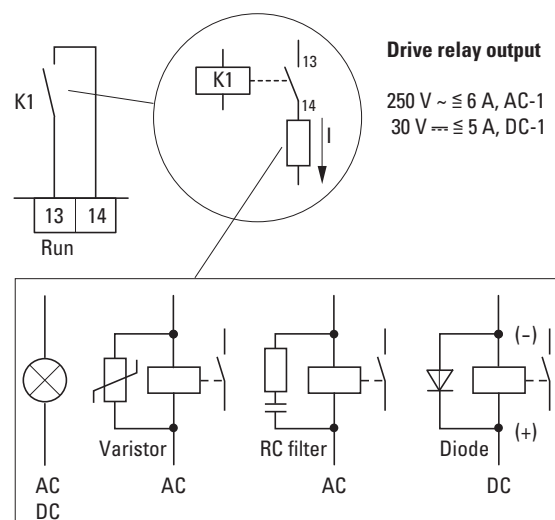 Drive relay output
250 V ~ ≦ 6 A, AC-1
30 V ⎓ ≦ 5 A, DC-1
K1
13
14
I
K1
13 14
Run
Varistor
RC filter
Diode
(–)
(+)
AC
DC
AC
AC
DC